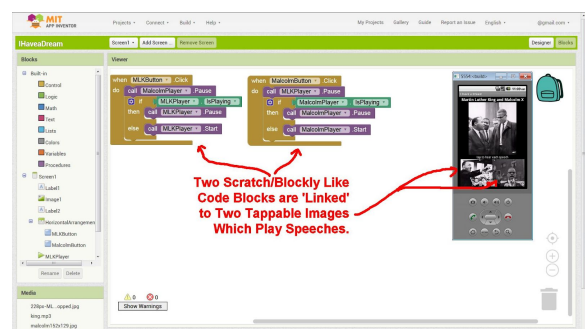 MIT
APP INVENTOR
Projects
Connect
Build
Help
My Projects
Gallery
Guide
Report an Issue
English
@gmail.com
IHaveaDream
Screen1
Add Screen ...
Remove Screen
Designer
Blocks
Blocks
Viewer
Built-in
Control
Logic
Math
Text
Lists
Colors
Variables
Procedures
Screen1
Label1
Image1
Label2
HorizontalArrangemen
MLKButton
MalcolmButton
MLKPlayer
Rename
Delete
Media
king.mp3
malcolm152x129.jpg
when MLKButton .Click
do call MalcolmPlayer .Pause
if MLKPlayer . IsPlaying
then call MLKPlayer .Pause
else call MLKPlayer .Start
when MalcolmButton .Click
do call MLKPlayer .Pause
if MalcolmPlayer . IsPlaying
then call MalcolmPlayer .Pause
else call MalcolmPlayer .Start
Two Scratch/Blockly Like
Code Blocks are 'Linked'
to Two Tappable Images
Which Play Speeches.
Martin Luther King and Malcolm X
0
0
Show Warnings